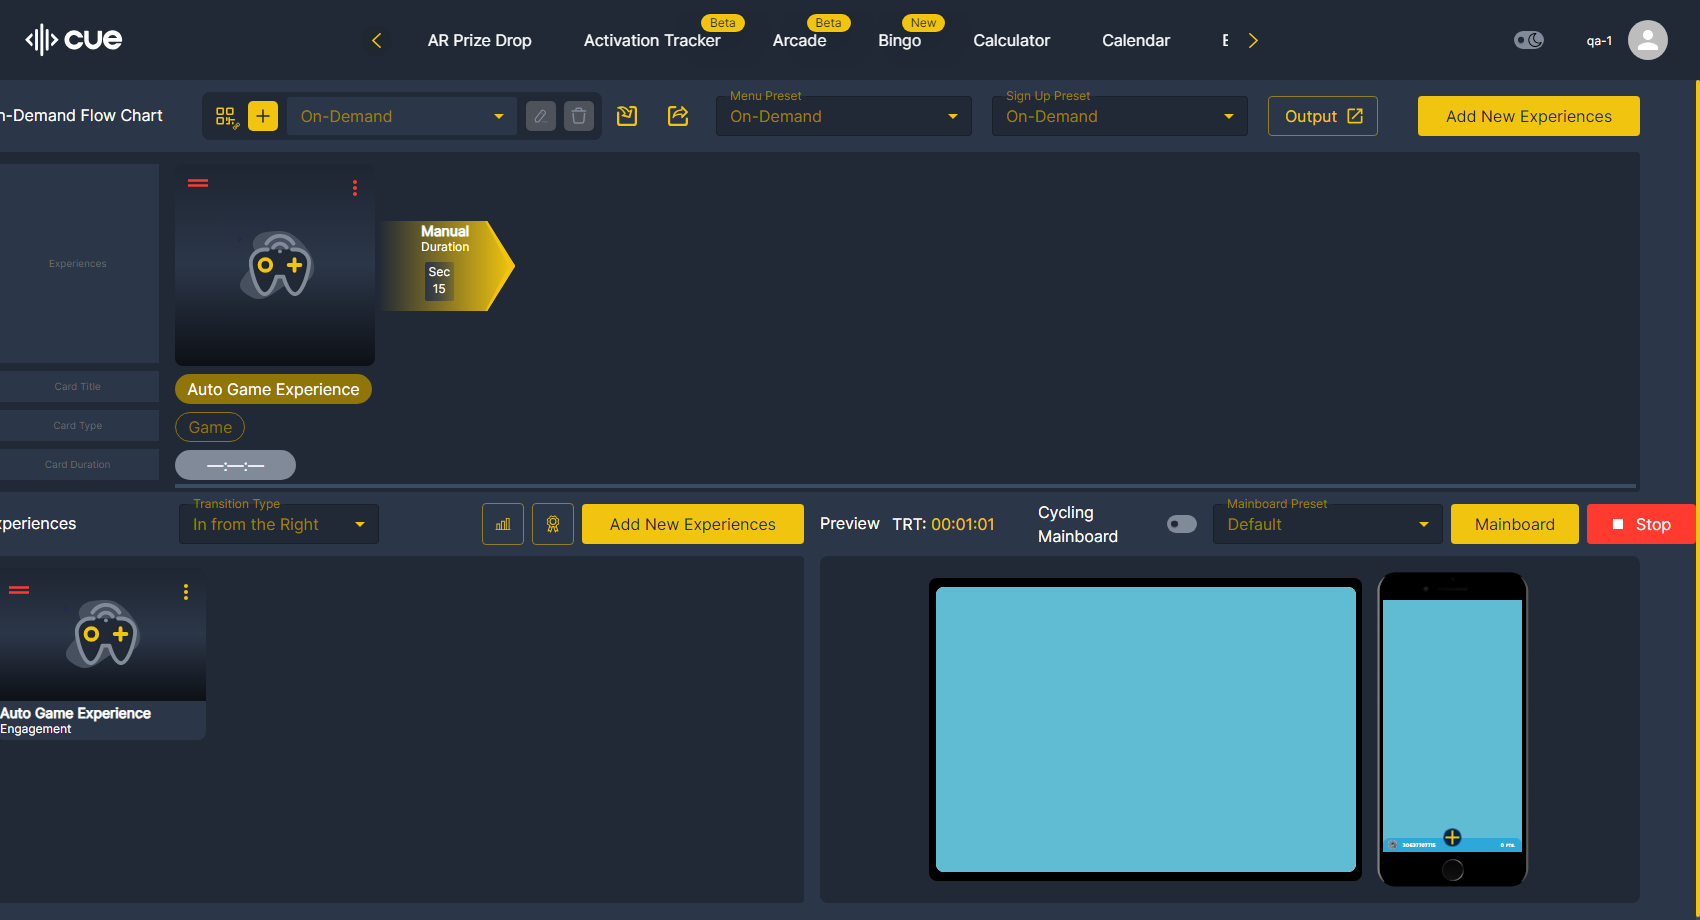 cue
AR Prize Drop
Activation Tracker
Beta
Arcade
Beta
Bingo
New
Calculator
Calendar
qa-1
n-Demand Flow Chart
On-Demand
Menu Preset
On-Demand
Sign Up Preset
On-Demand
Output
Add New Experiences
Experiences
Manual
Duration
Sec
15
Card Title
Auto Game Experience
Card Type
Game
Card Duration
—:—:—
xperiences
Transition Type
In from the Right
Add New Experiences
Preview
TRT: 00:01:01
Cycling
Mainboard
Mainboard Preset
Default
Mainboard
Stop
Auto Game Experience
Engagement
0 PTS.